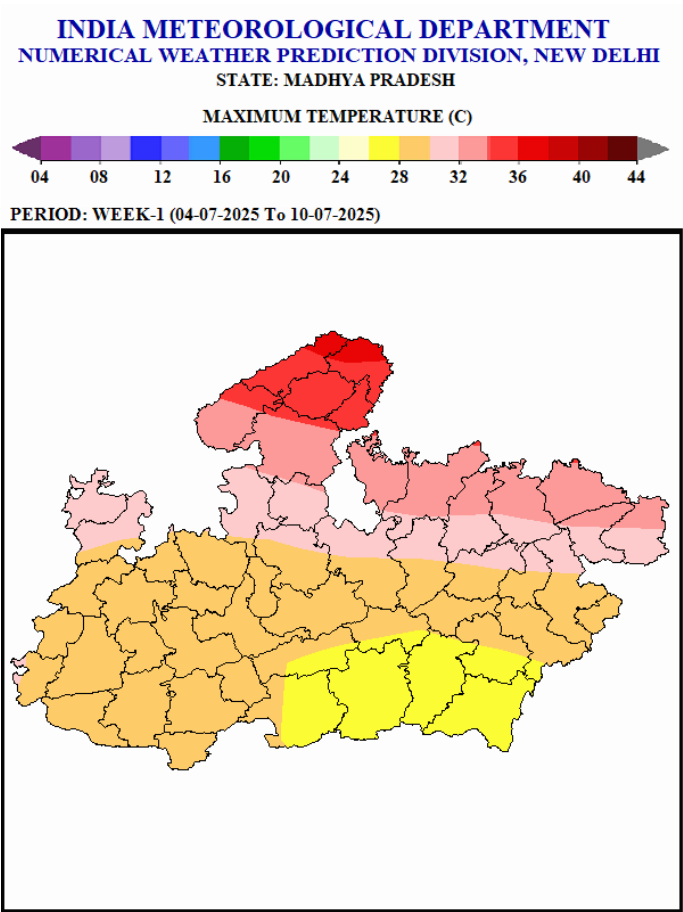 INDIA METEOROLOGICAL DEPARTMENT
NUMERICAL WEATHER PREDICTION DIVISION, NEW DELHI
STATE: MADHYA PRADESH
MAXIMUM TEMPERATURE (C)
04 08 12 16 20 24 28 32 36 40 44
PERIOD: WEEK-1 (04-07-2025 To 10-07-2025)